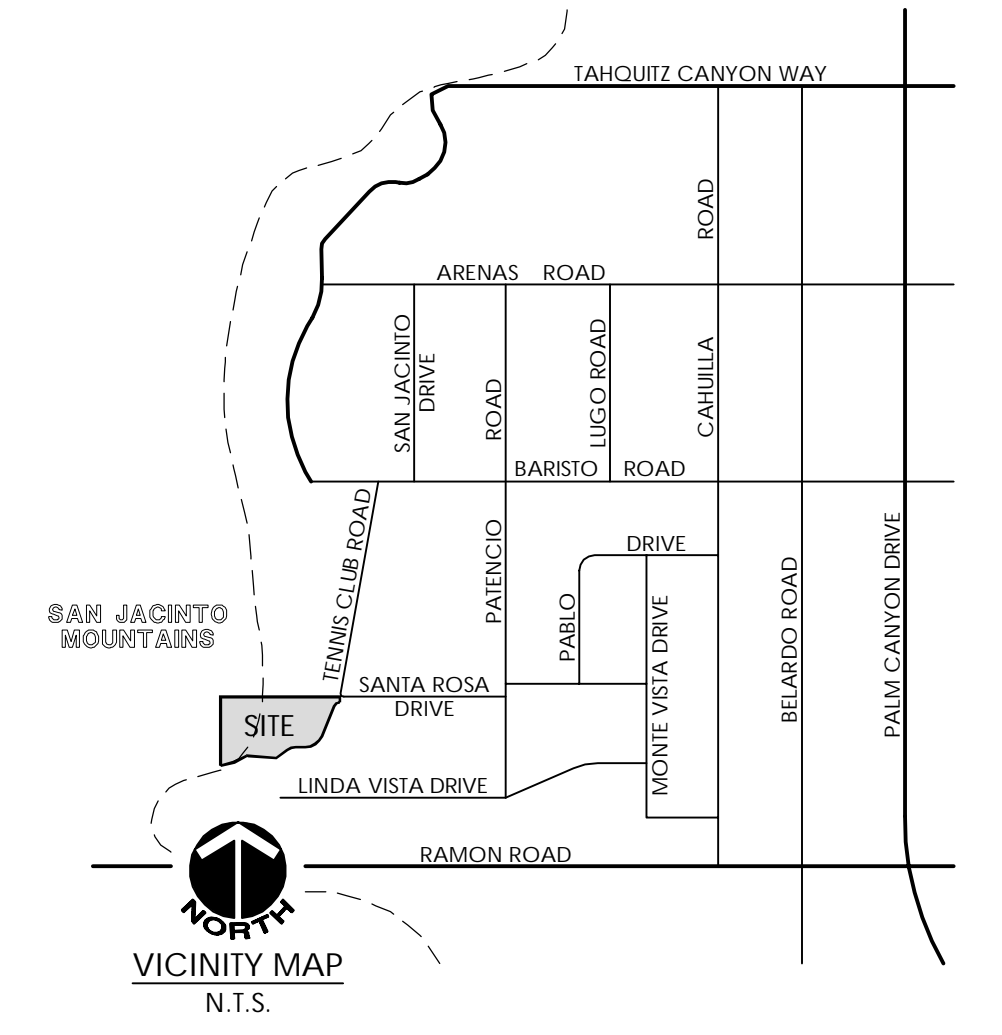 TAHQUITZ CANYON WAY
ROAD
ARENAS ROAD
SAN JACINTO
DRIVE
ROAD
LUGO ROAD
CAHUILLA
BARISTO ROAD
TENNIS CLUB ROAD
PATENCIO
DRIVE
PABLO
MONTE VISTA DRIVE
BELARDO ROAD
PALM CANYON DRIVE
SAN JACINTO
MOUNTAINS
SANTA ROSA
DRIVE
SITE
LINDA VISTA DRIVE
RAMON ROAD
NORTH
VICINITY MAP
N.T.S.